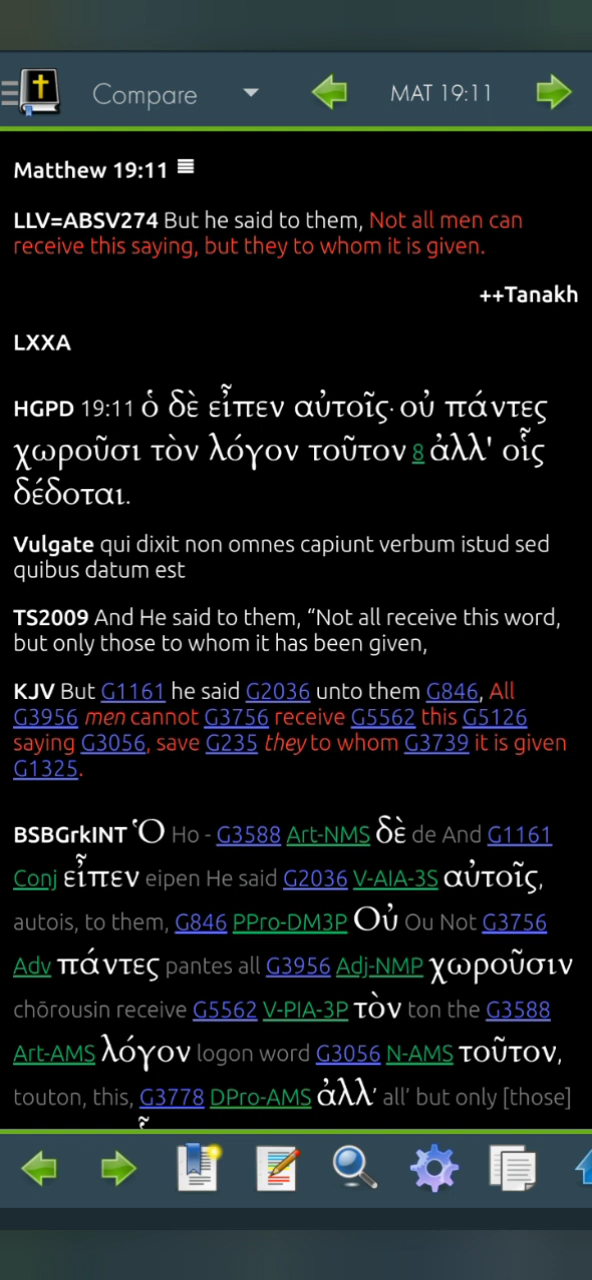 Compare
MAT 19:11
Matthew 19:11
LLV=ABSV274 But he said to them, Not all men can
receive this saying, but they to whom it is given.
++Tanakh
LXXA
HGPD 19:11 ὁ δὲ εἶπεν αὐτοῖς· οὐ πάντες
χωροῦσι τὸν λόγον τοῦτον 8 ἀλλ' οἷς
δέδοται.
Vulgate qui dixit non omnes capiunt verbum istud sed
quibus datum est
TS2009 And He said to them, “Not all receive this word,
but only those to whom it has been given,
KJV But G1161 he said G2036 unto them G846, All
G3956 men cannot G3756 receive G5562 this G5126
saying G3056, save G235 they to whom G3739 it is given
G1325.
BSBGrkINT Ὁ Ho - G3588 Art-NMS δὲ de And G1161
Conj εἶπεν eipen He said G2036 V-AIA-3S αὐτοῖς,
autois, to them, G846 PPro-DM3P Οὐ Ou Not G3756
Adv πάντες pantes all G3956 Adj-NMP χωροῦσιν
chōrousin receive G5562 V-PIA-3P τὸν ton the G3588
Art-AMS λόγον logon word G3056 N-AMS τοῦτον,
touton, this, G3778 DPro-AMS ἀλλ’ all’ but only [those]